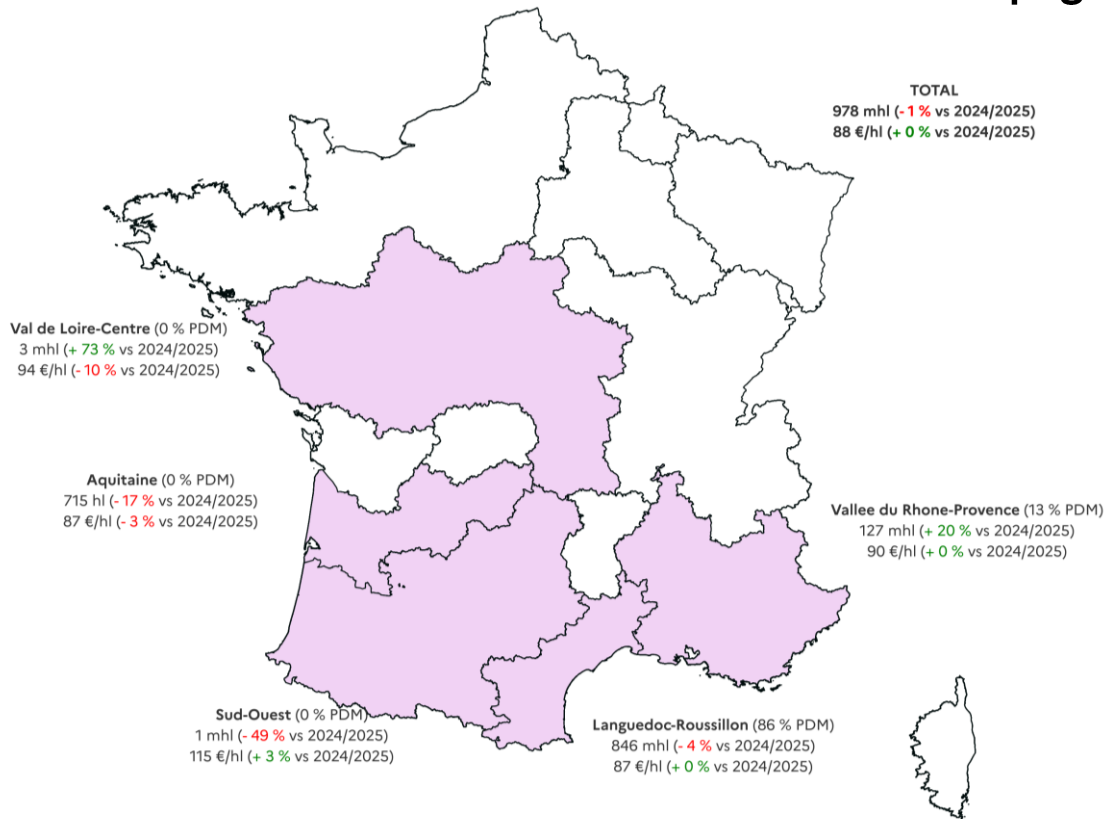 TOTAL
978 mhl (- 1 % vs 2024/2025)
88 €/hl (+ 0 % vs 2024/2025)
Val de Loire-Centre (0 % PDM)
3 mhl (+ 73 % vs 2024/2025)
94 €/hl (- 10 % vs 2024/2025)
Aquitaine (0 % PDM)
715 hl (- 17 % vs 2024/2025)
87 €/hl (- 3 % vs 2024/2025)
Vallee du Rhone-Provence (13 % PDM)
127 mhl (+ 20 % vs 2024/2025)
90 €/hl (+ 0 % vs 2024/2025)
Sud-Ouest (0 % PDM)
1 mhl (- 49 % vs 2024/2025)
115 €/hl (+ 3 % vs 2024/2025)
Languedoc-Roussillon (86 % PDM)
846 mhl (- 4 % vs 2024/2025)
87 €/hl (+ 0 % vs 2024/2025)